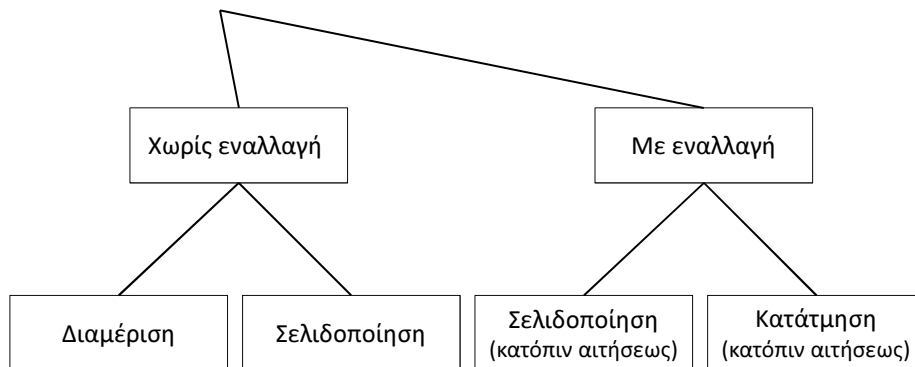 Χωρίς εναλλαγή
Με εναλλαγή
Διαμέριση
Σελιδοποίηση
Σελιδοποίηση
(κατόπιν αιτήσεως)
Κατάτμηση
(κατόπιν αιτήσεως)